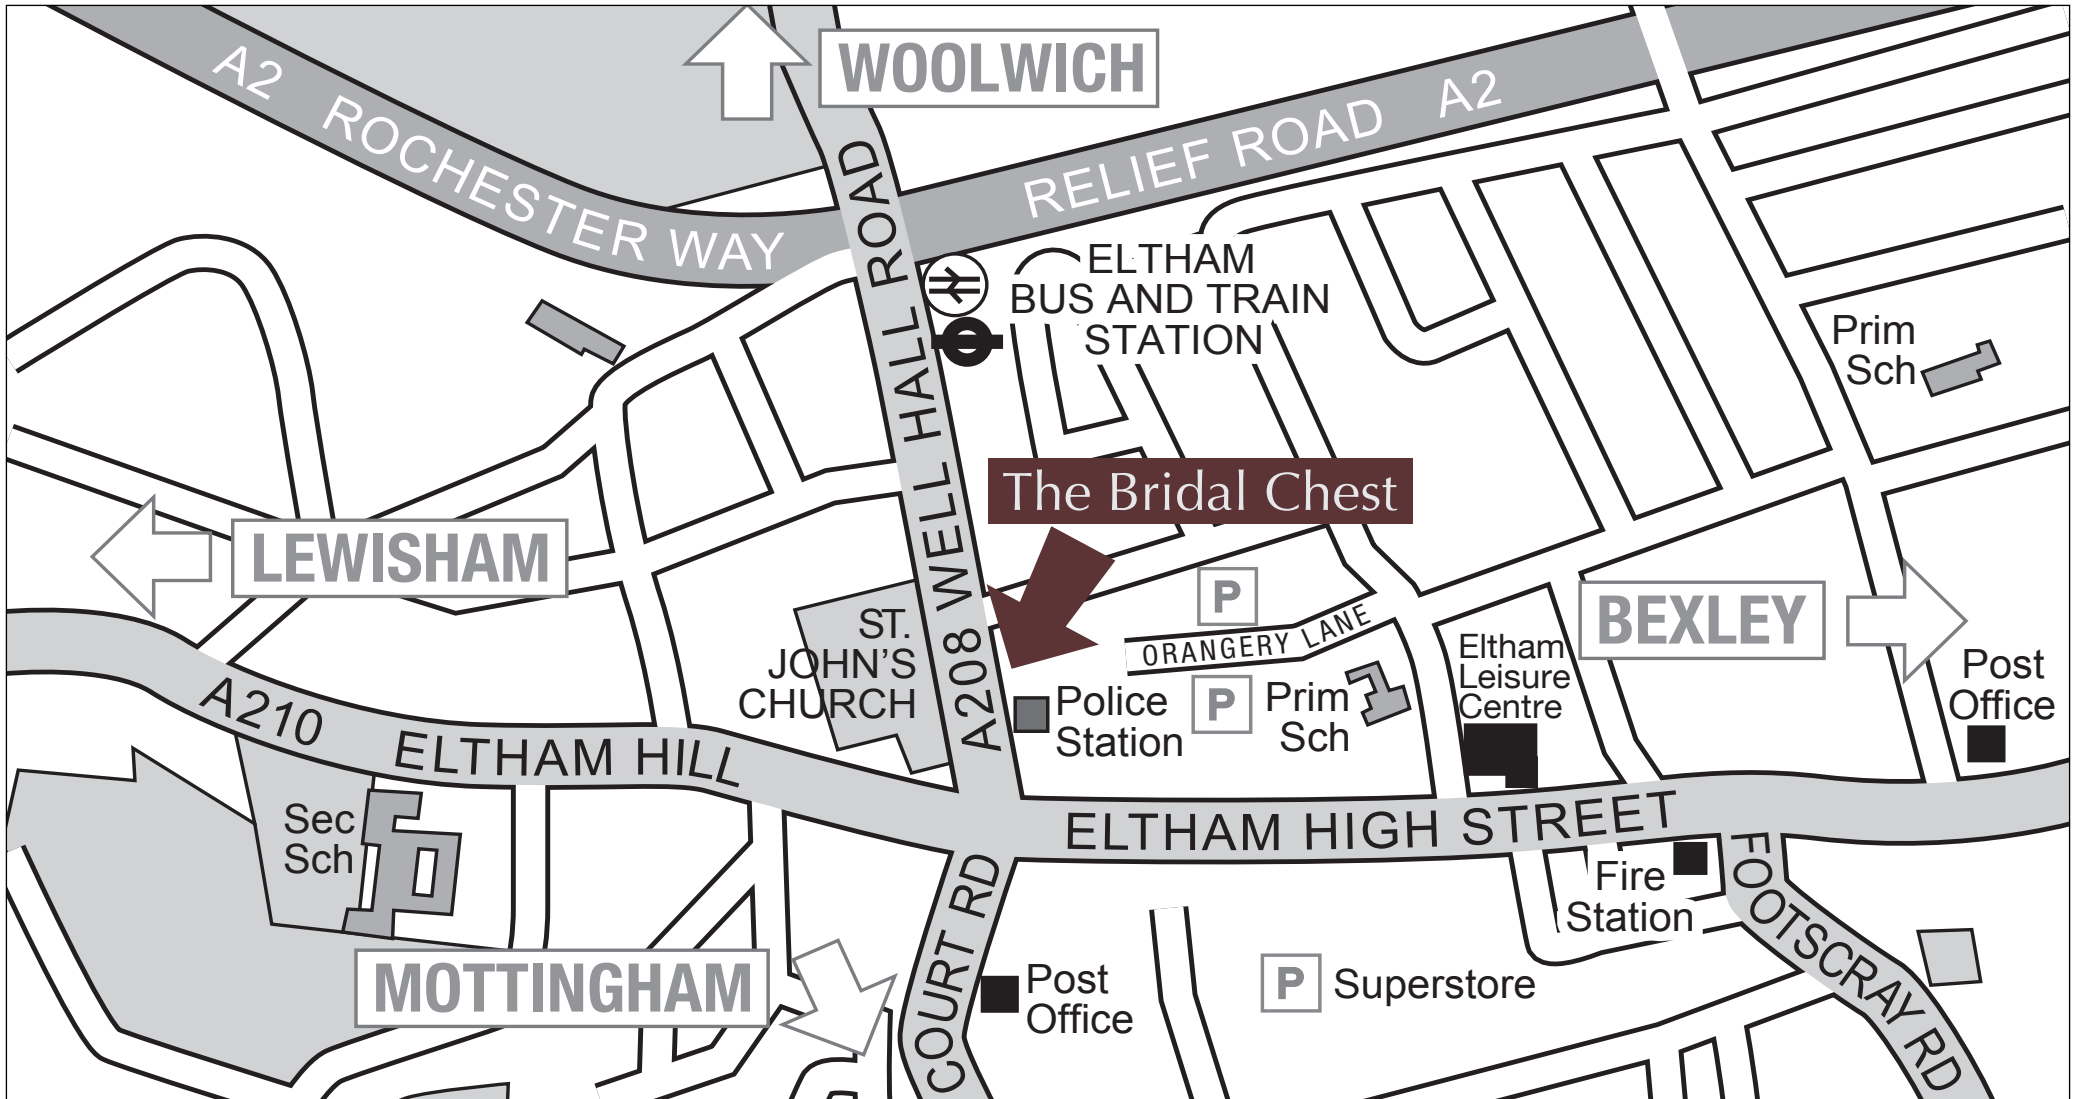 WOOLWICH
A2 ROCHESTER WAY
RELIEF ROAD A2
A208 WELL HALL ROAD
ELTHAM
BUS AND TRAIN
STATION
Prim
Sch
The Bridal Chest
LEWISHAM
P
ORANGERY LANE
BEXLEY
ST.
JOHN'S
CHURCH
Eltham
Leisure
Centre
Post
Office
Police
Station
P
Prim
Sch
A210 ELTHAM HILL
ELTHAM HIGH STREET
Sec
Sch
Fire
Station
FOOTSCRAY RD
COURT RD
MOTTINGHAM
Post
Office
P
Superstore